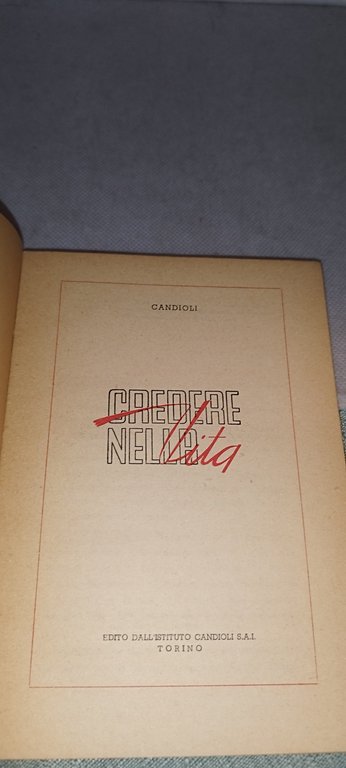 CANDIOLI
CREDERE
NELLA Vita
EDITO DALL'ISTITUTO CANDIOLI S.A.I.
TORINO